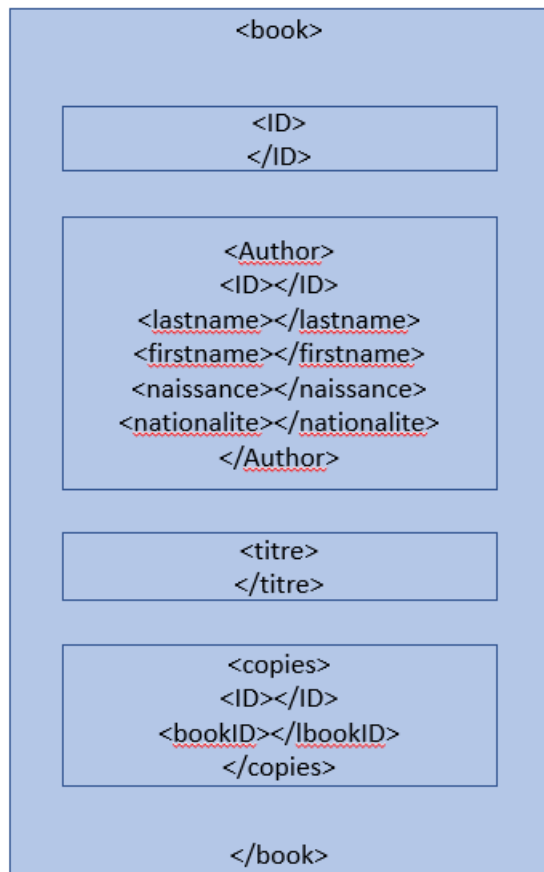 <book>
<ID>
</ID>
<Author>
<ID></ID>
<lastname></lastname>
<firstname></firstname>
<naissance></naissance>
<nationalite></nationalite>
</Author>
<titre>
</titre>
<copies>
<ID></ID>
<bookID></lbookID>
</copies>
</book>